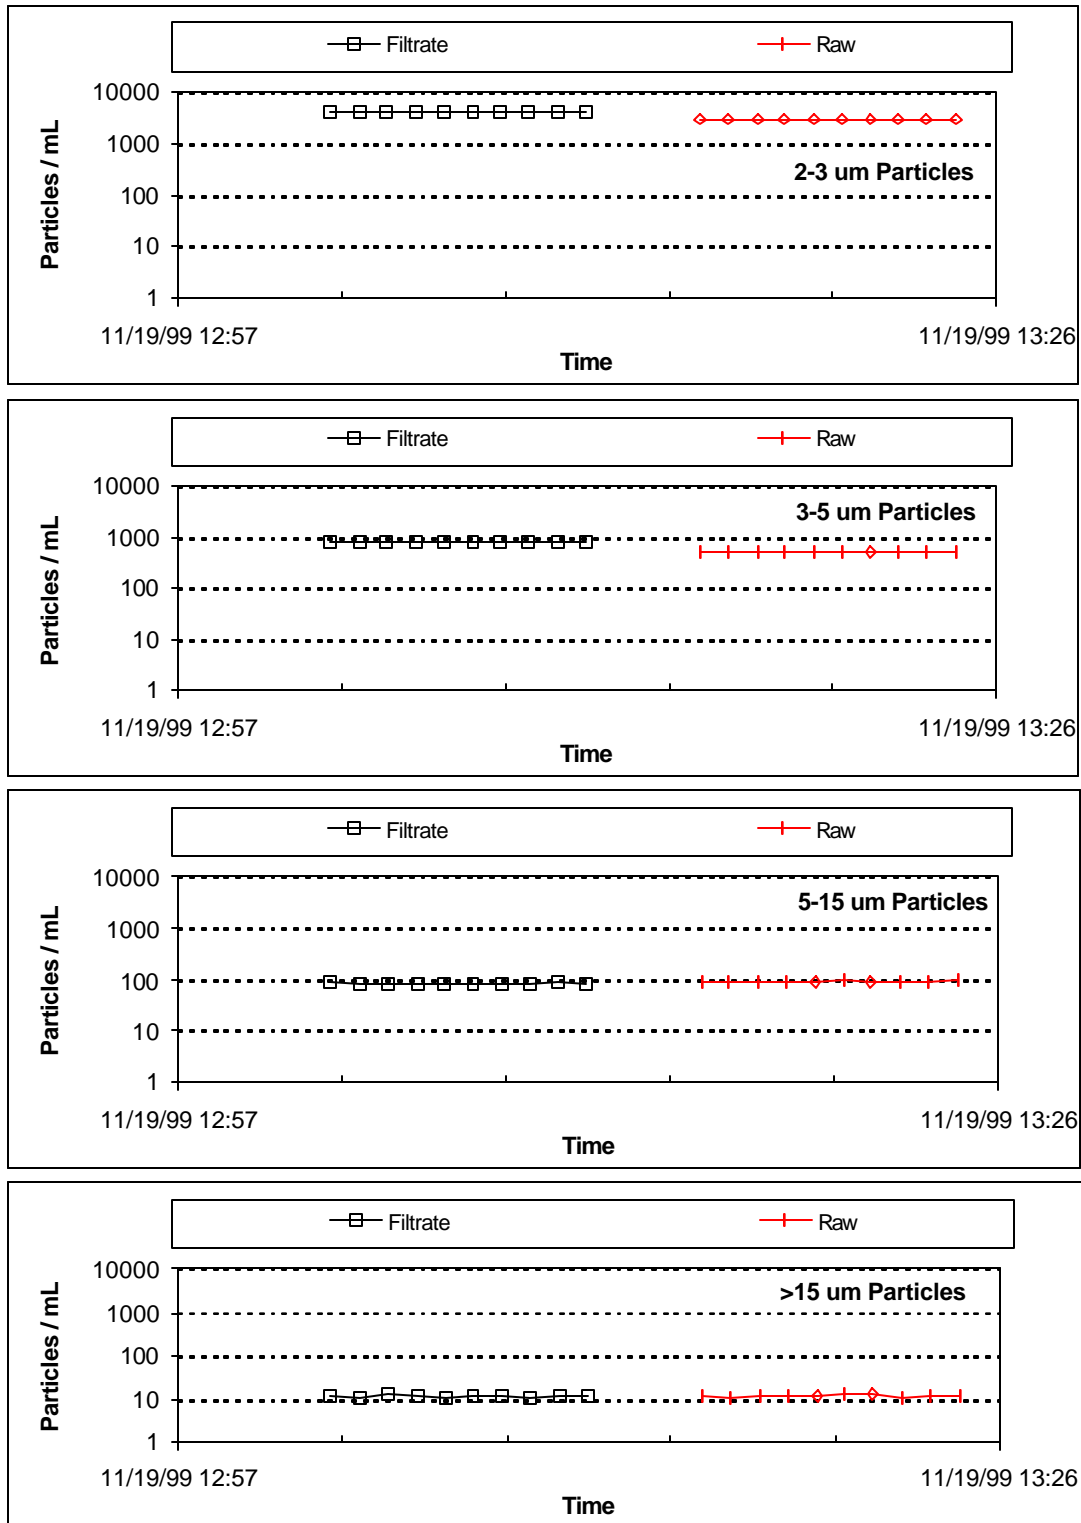 Filtrate Raw
10000
1000
100
10
1
Particles / mL
2-3 um Particles
11/19/99 12:57 11/19/99 13:26
Time
Filtrate Raw
10000
1000
100
10
1
Particles / mL
3-5 um Particles
11/19/99 12:57 11/19/99 13:26
Time
Filtrate Raw
10000
1000
100
10
1
Particles / mL
5-15 um Particles
11/19/99 12:57 11/19/99 13:26
Time
Filtrate Raw
10000
1000
100
10
1
Particles / mL
>15 um Particles
11/19/99 12:57 11/19/99 13:26
Time